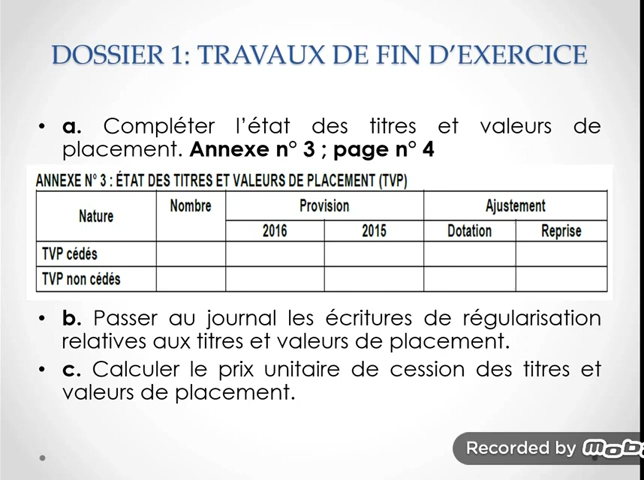 DOSSIER 1: TRAVAUX DE FIN D'EXERCICE
• a. Compléter l'état des titres et valeurs de
placement. Annexe n° 3 ; page n° 4
ANNEXE N° 3 : ÉTAT DES TITRES ET VALEURS DE PLACEMENT (TVP)
Nature Nombre Provision Ajustement
2016 2015 Dotation Reprise
TVP cédés
TVP non cédés
• b. Passer au journal les écritures de régularisation
relatives aux titres et valeurs de placement.
• c. Calculer le prix unitaire de cession des titres et
valeurs de placement.
Recorded by